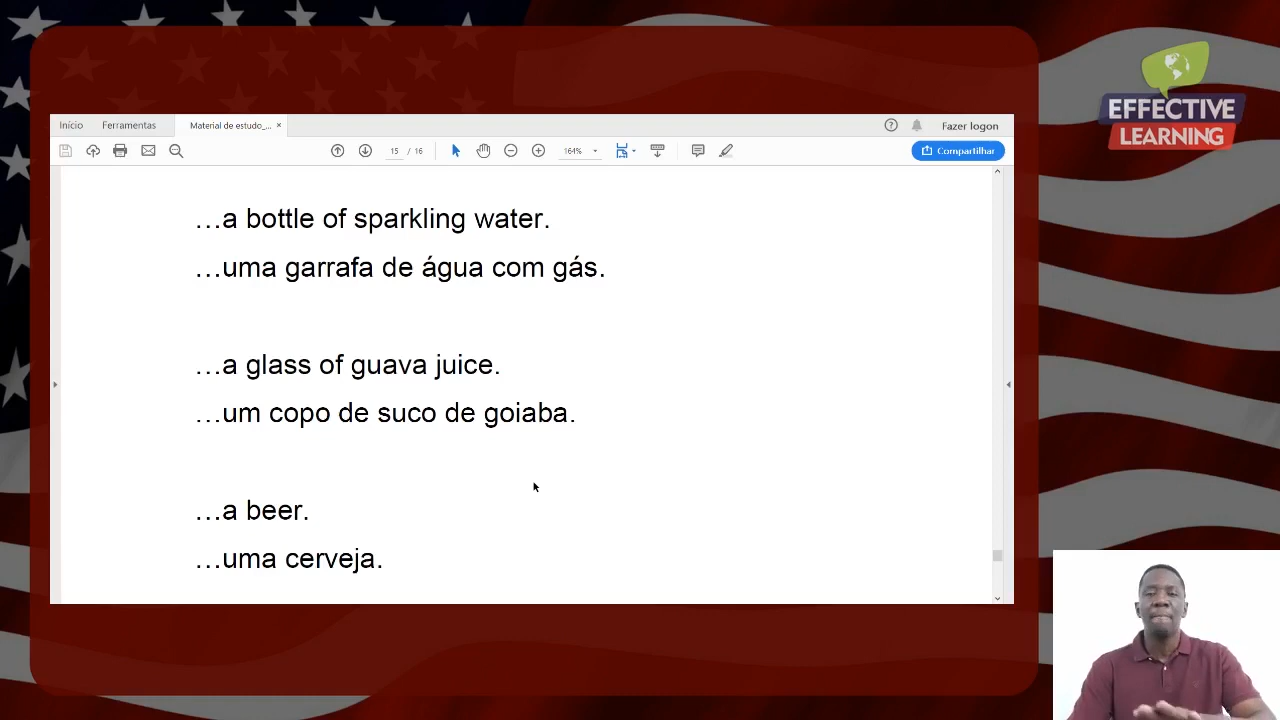 EFFECTIVE
LEARNING
Início Ferramentas Material de estudo_... × Fazer logon
15 / 16 164% Compartilhar
...a bottle of sparkling water.
...uma garrafa de água com gás.
...a glass of guava juice.
...um copo de suco de goiaba.
...a beer.
...uma cerveja.